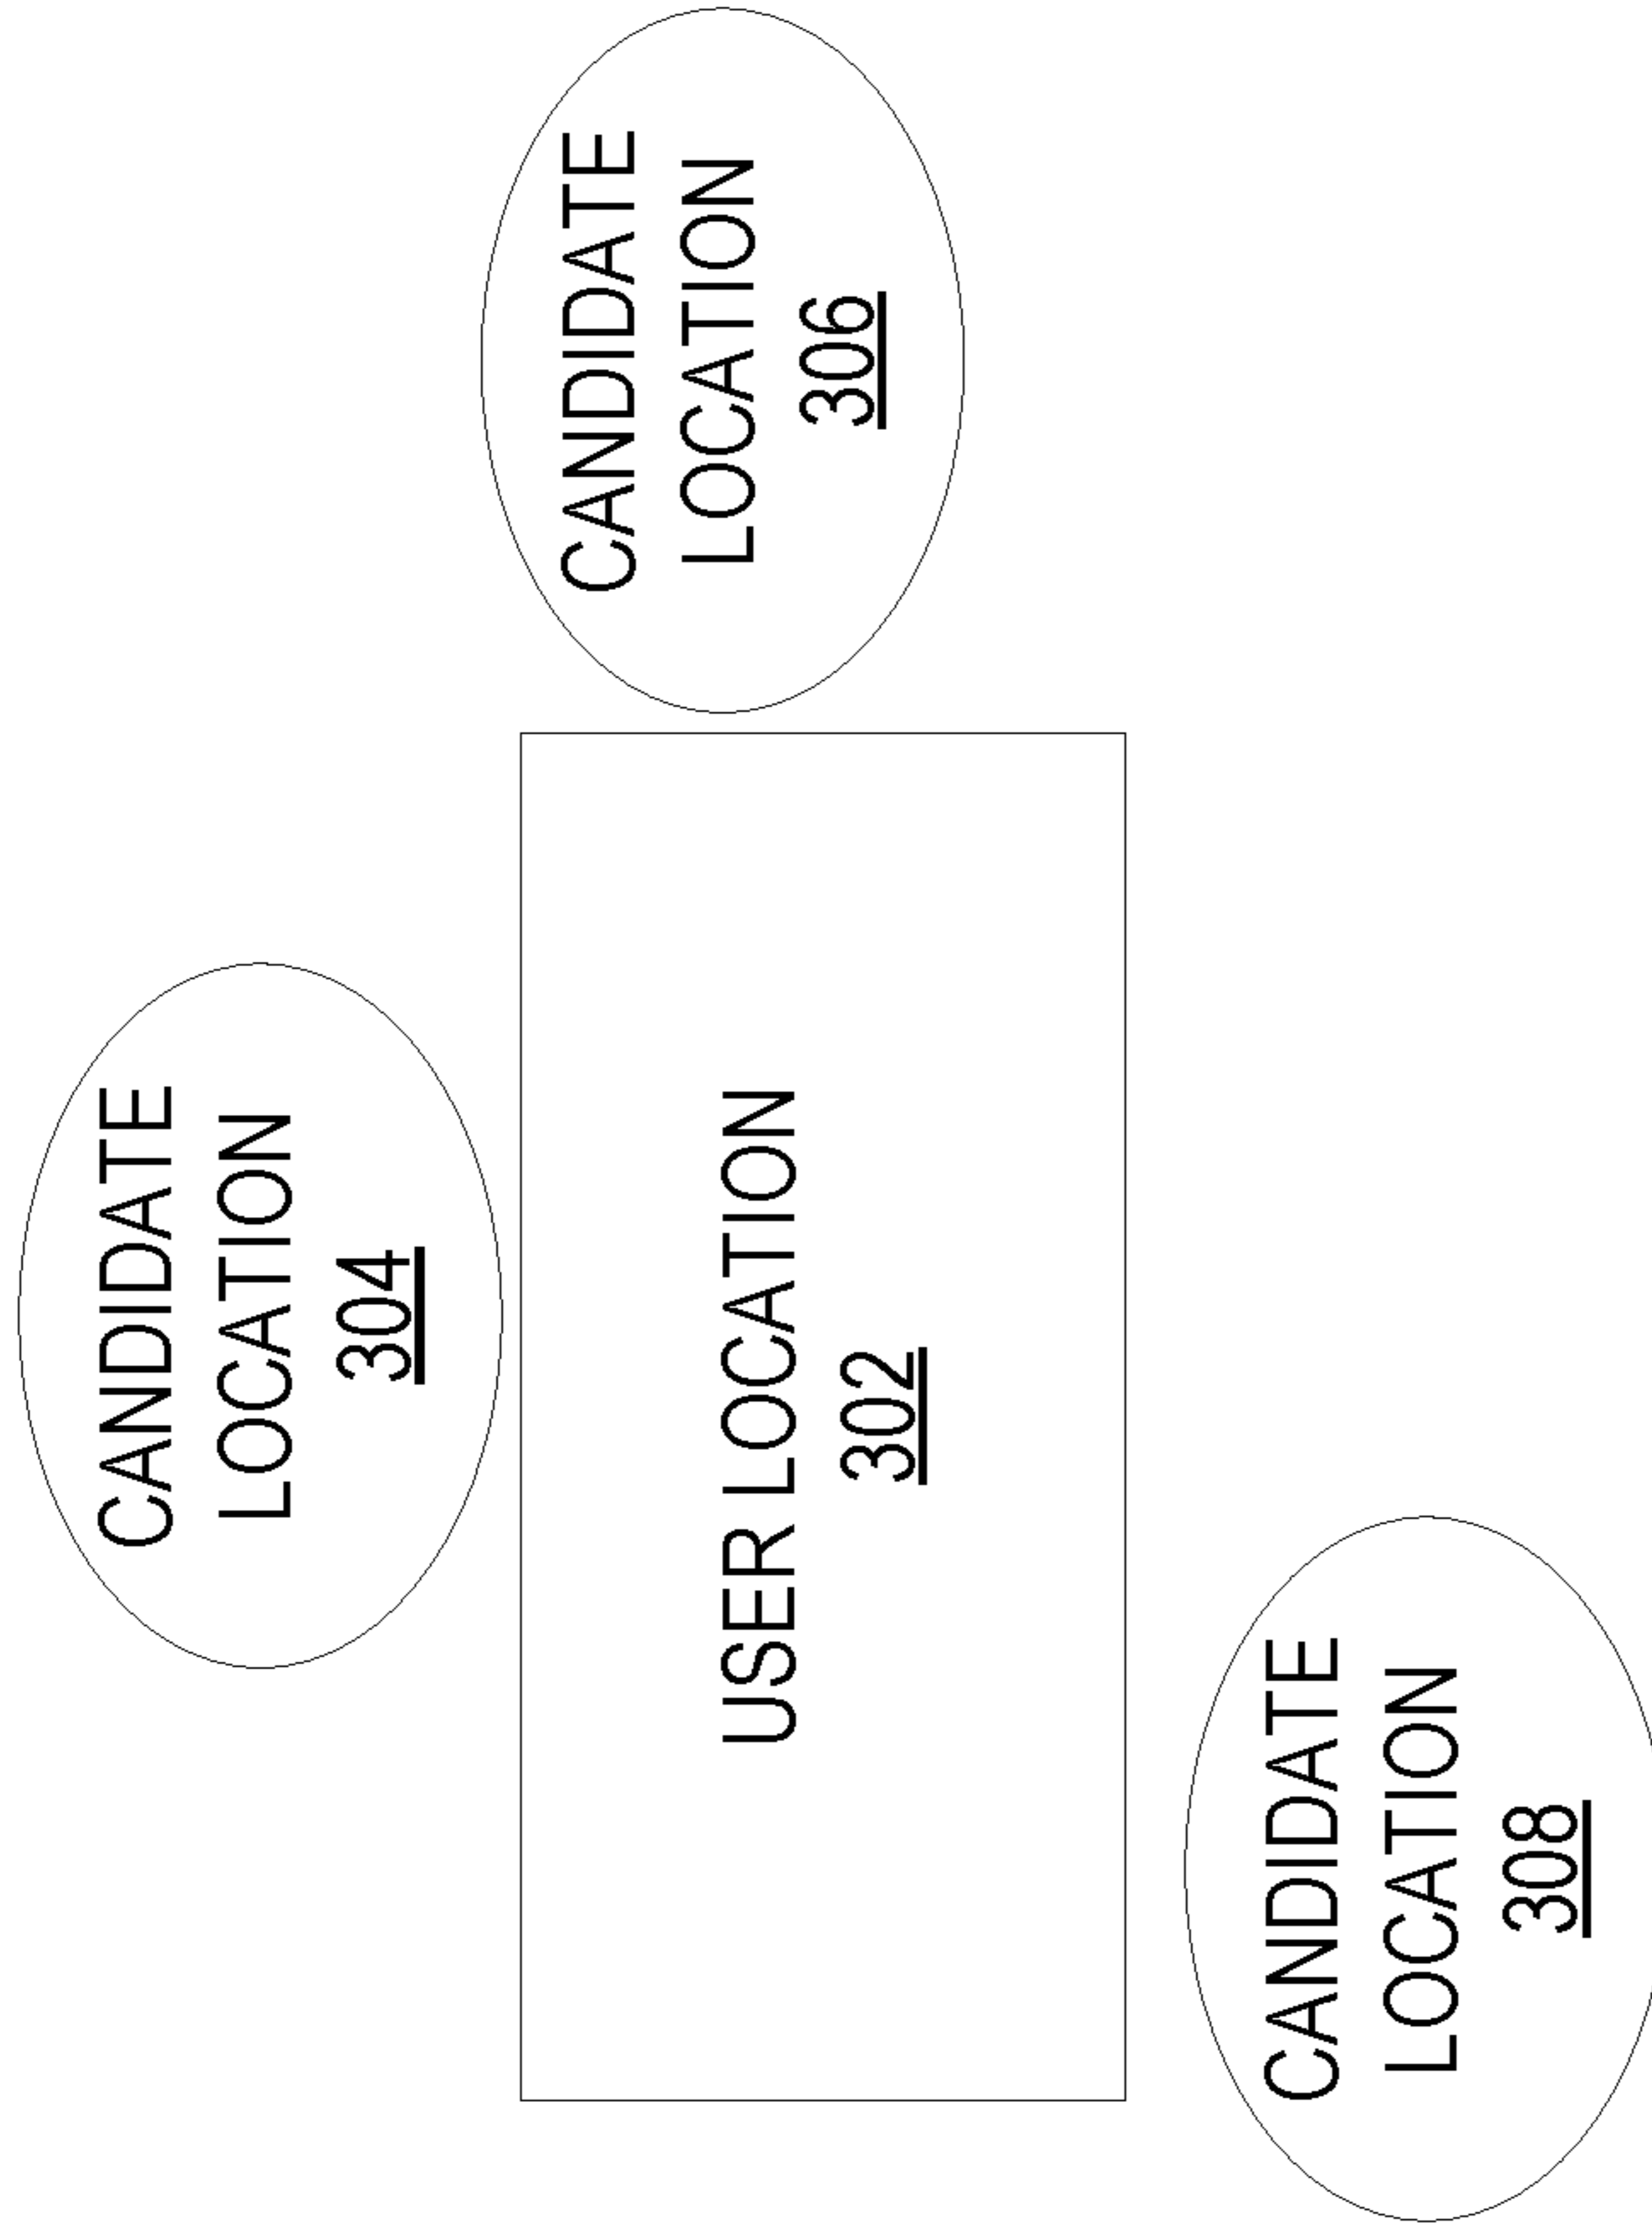 CANDIDATE
LOCATION
304
CANDIDATE
LOCATION
306
USER LOCATION
302
CANDIDATE
LOCATION
308